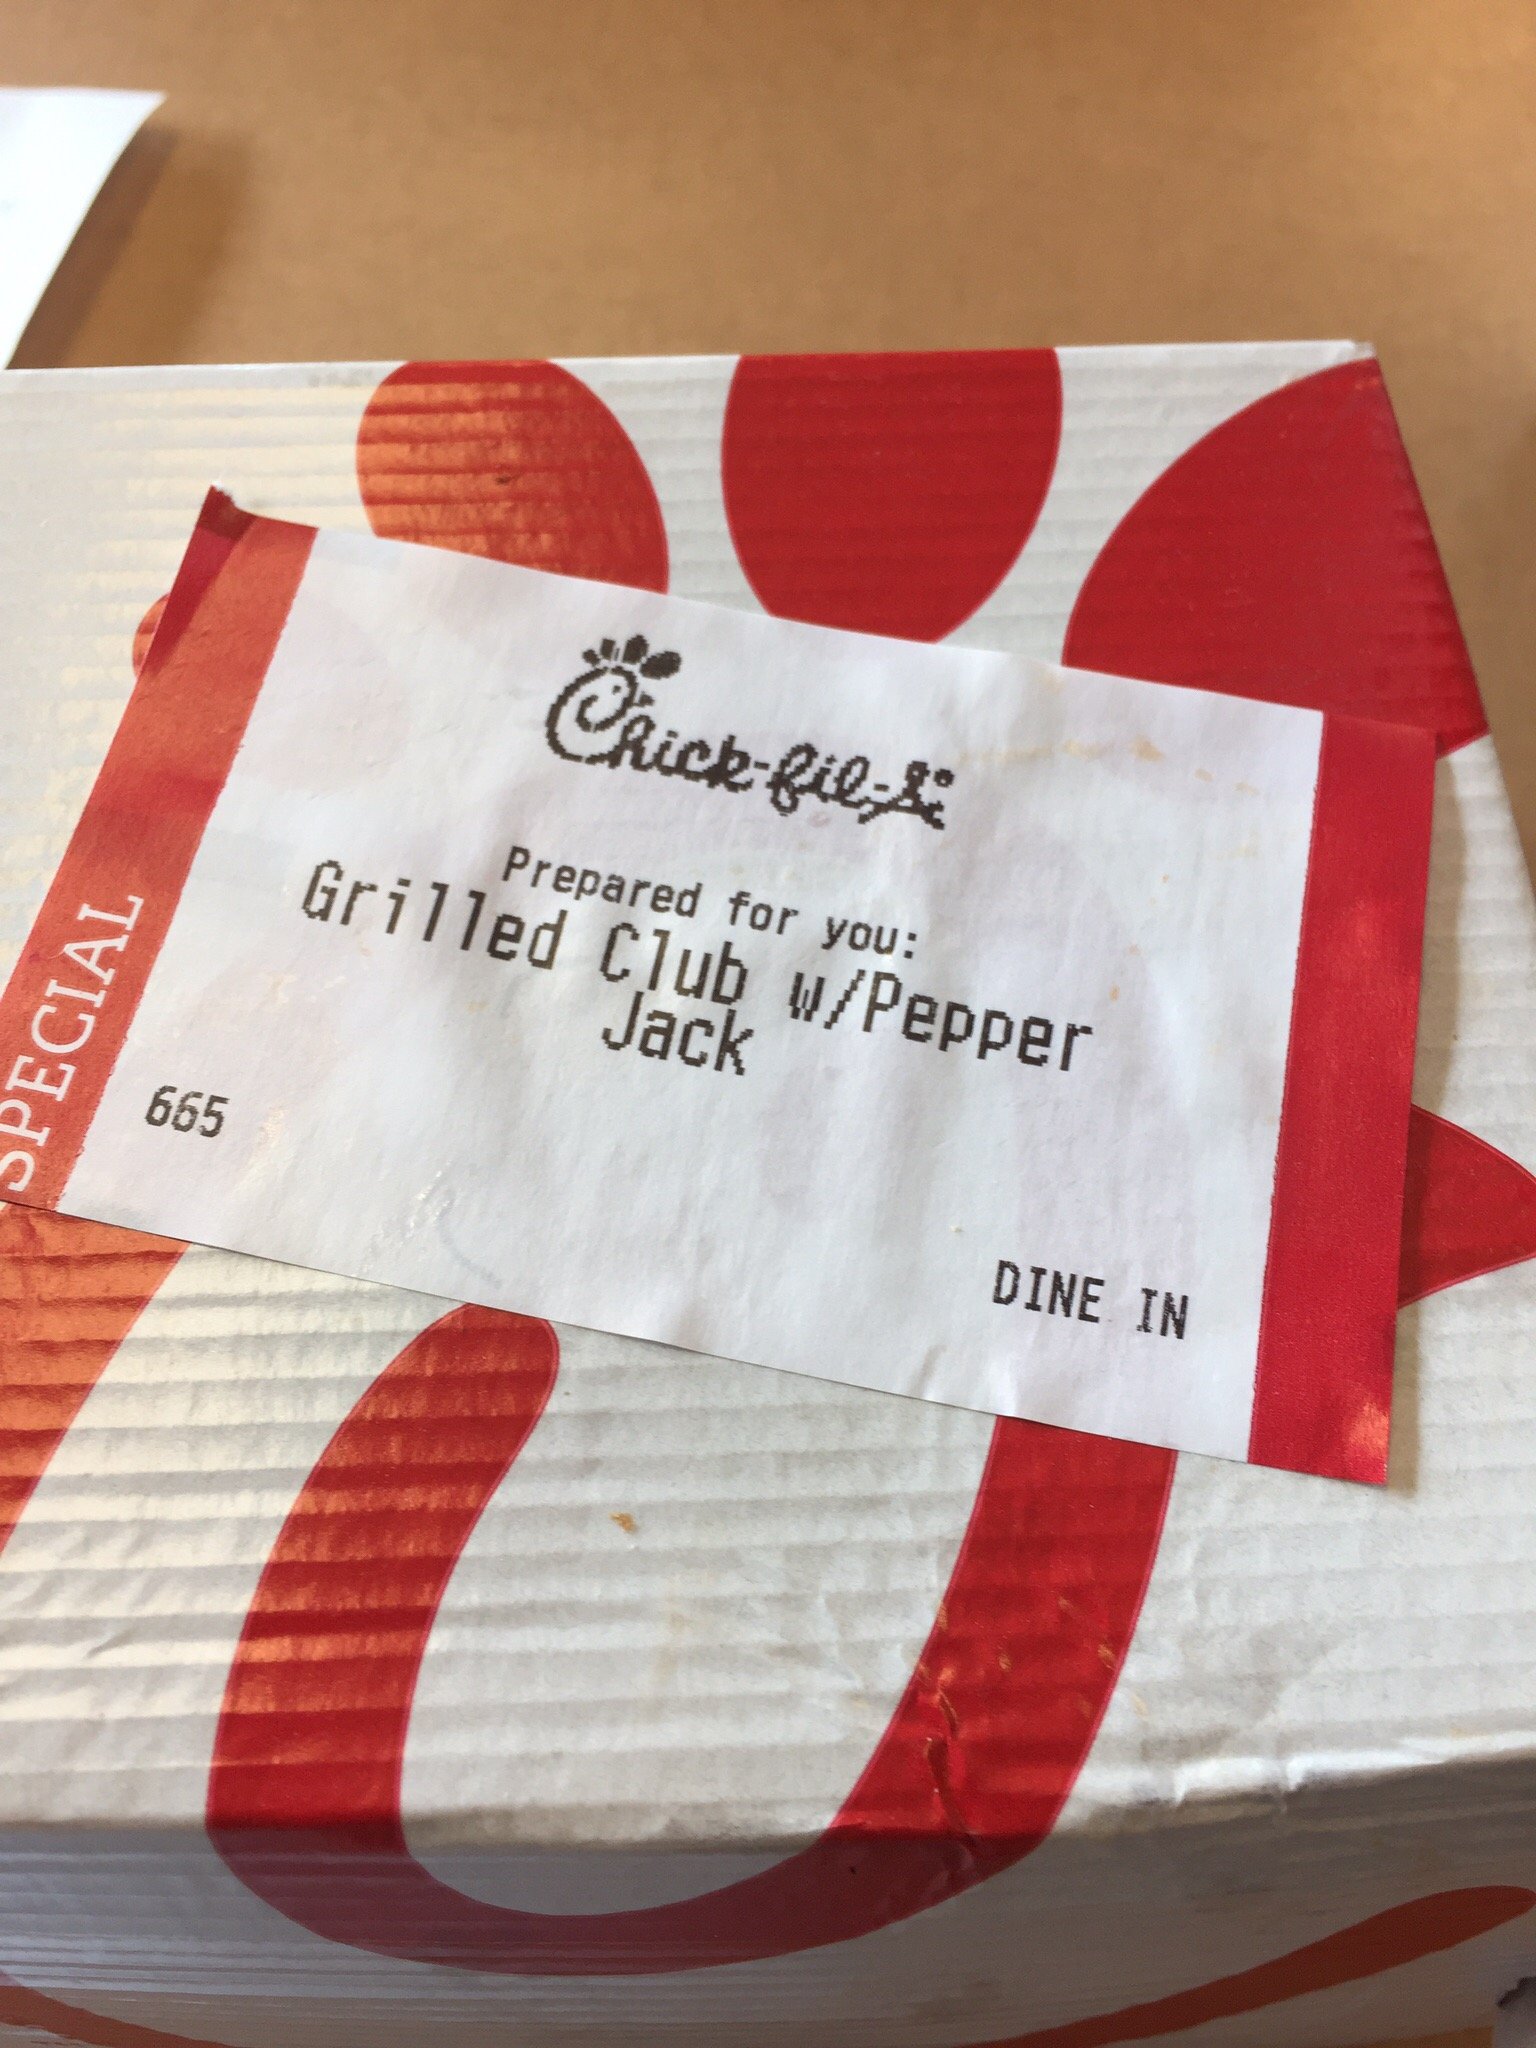 Chick-fil-A
Prepared for you:
Grilled Club w/Pepper
Jack
665
DINE IN
SPECIAL